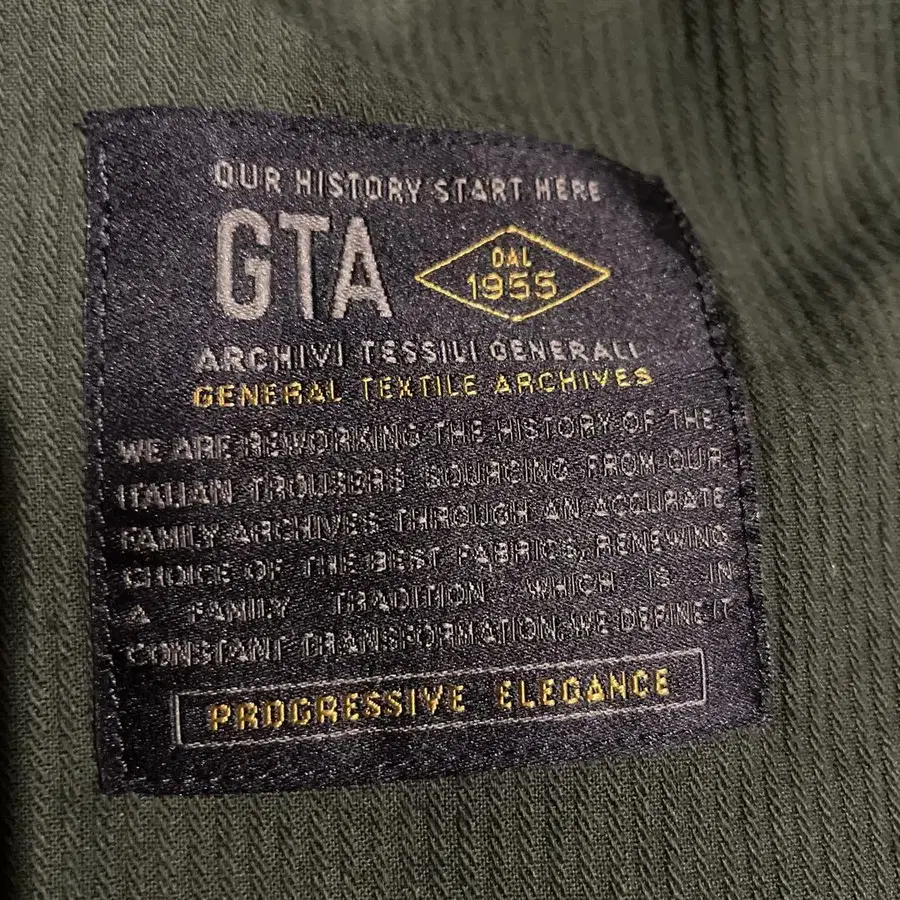 OUR HISTORY START HERE
GTA
DAL
1955
ARCHIVI TESSILI GENERALI
GENERAL TEXTILE ARCHIVES
WE ARE REWORKING THE HISTORY OF THE
ITALIAN TROUSERS SOURCING FROM OUR
FAMILY ARCHIVES THROUGH AN ACCURATE
CHOICE OF THE BEST FABRICS, RENEWING
A FAMILY TRADITION WHICH IS IN
CONSTANT TRANSFORMATION. WE DEFINE IT
PROGRESSIVE ELEGANCE